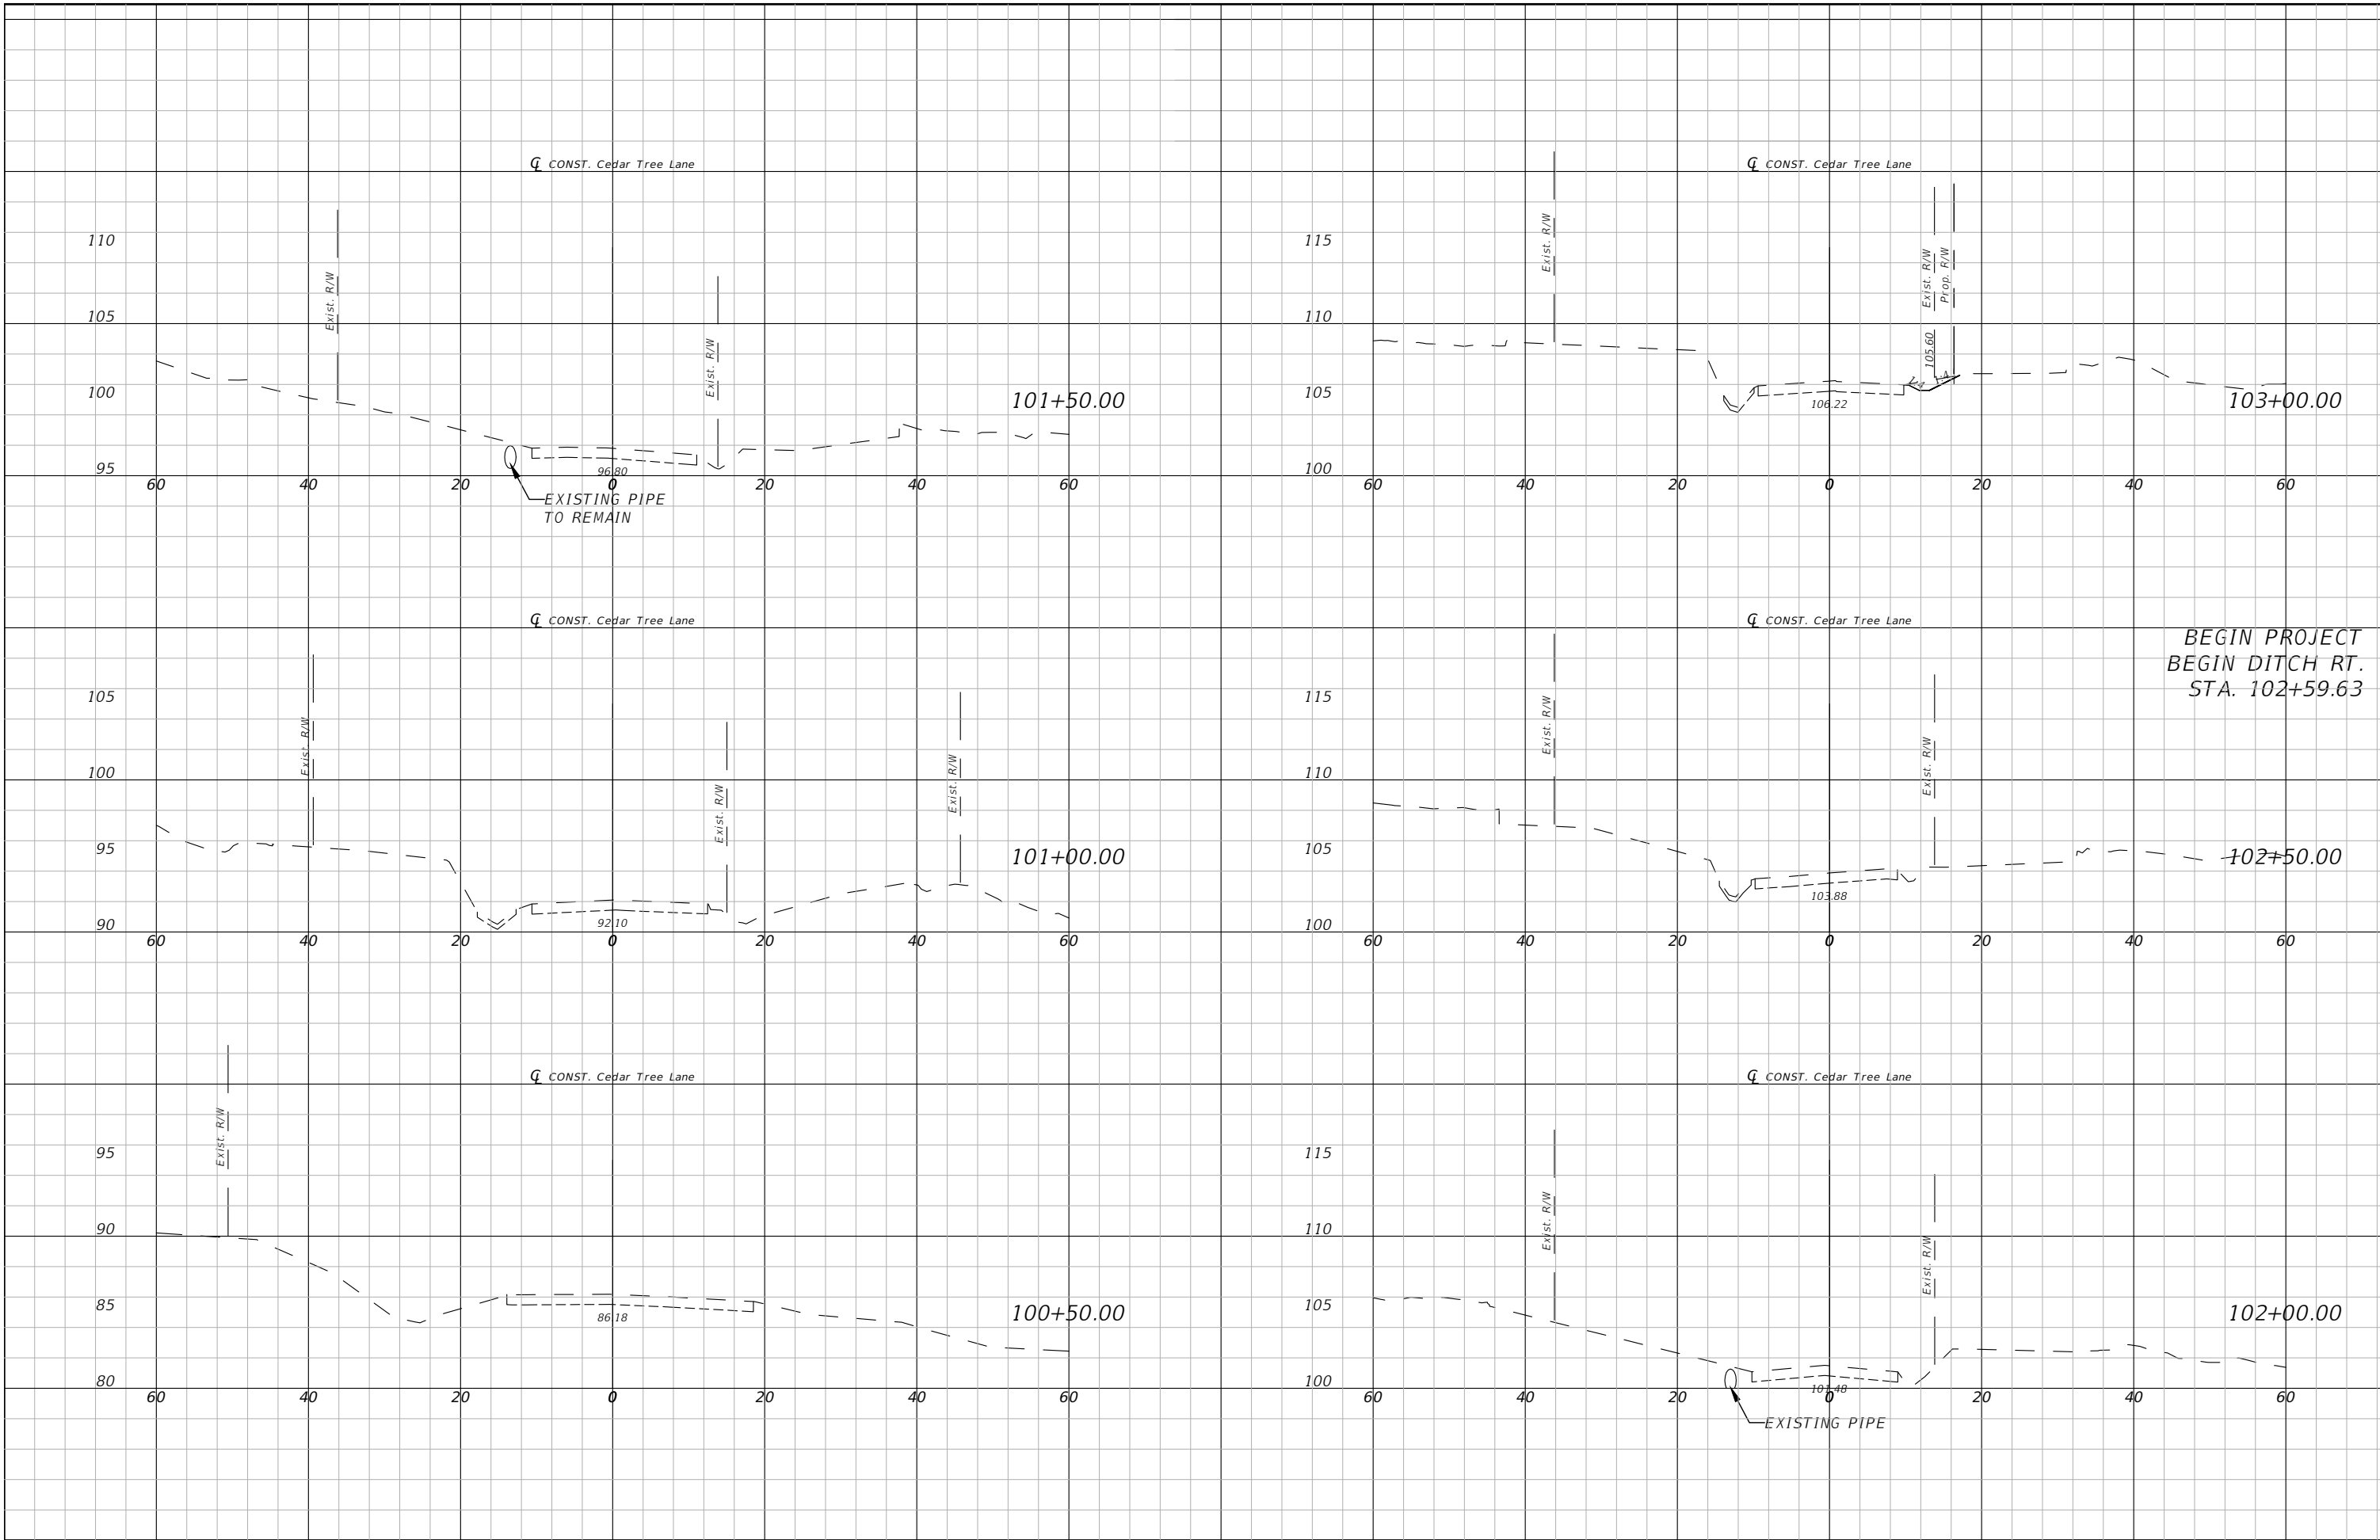 ℄ CONST. Cedar Tree Lane
Exist. R/W
Exist. R/W
110
105
100
95
101+50.00
96.80
60 40 20 0 20 40 60
EXISTING PIPE
TO REMAIN
℄ CONST. Cedar Tree Lane
Exist. R/W
Exist. R/W
Exist. R/W
105
100
95
90
101+00.00
92.10
60 40 20 0 20 40 60
℄ CONST. Cedar Tree Lane
Exist. R/W
95
90
85
80
100+50.00
86.18
60 40 20 0 20 40 60
℄ CONST. Cedar Tree Lane
Exist. R/W
Exist. R/W
Prop. R/W
115
110
105
100
105.60
1:4
1:4
103+00.00
106.22
60 40 20 0 20 40 60
℄ CONST. Cedar Tree Lane
BEGIN PROJECT
BEGIN DITCH RT.
STA. 102+59.63
Exist. R/W
Exist. R/W
115
110
105
100
102+50.00
103.88
60 40 20 0 20 40 60
℄ CONST. Cedar Tree Lane
Exist. R/W
Exist. R/W
115
110
105
100
102+00.00
101.48
60 40 20 0 20 40 60
EXISTING PIPE